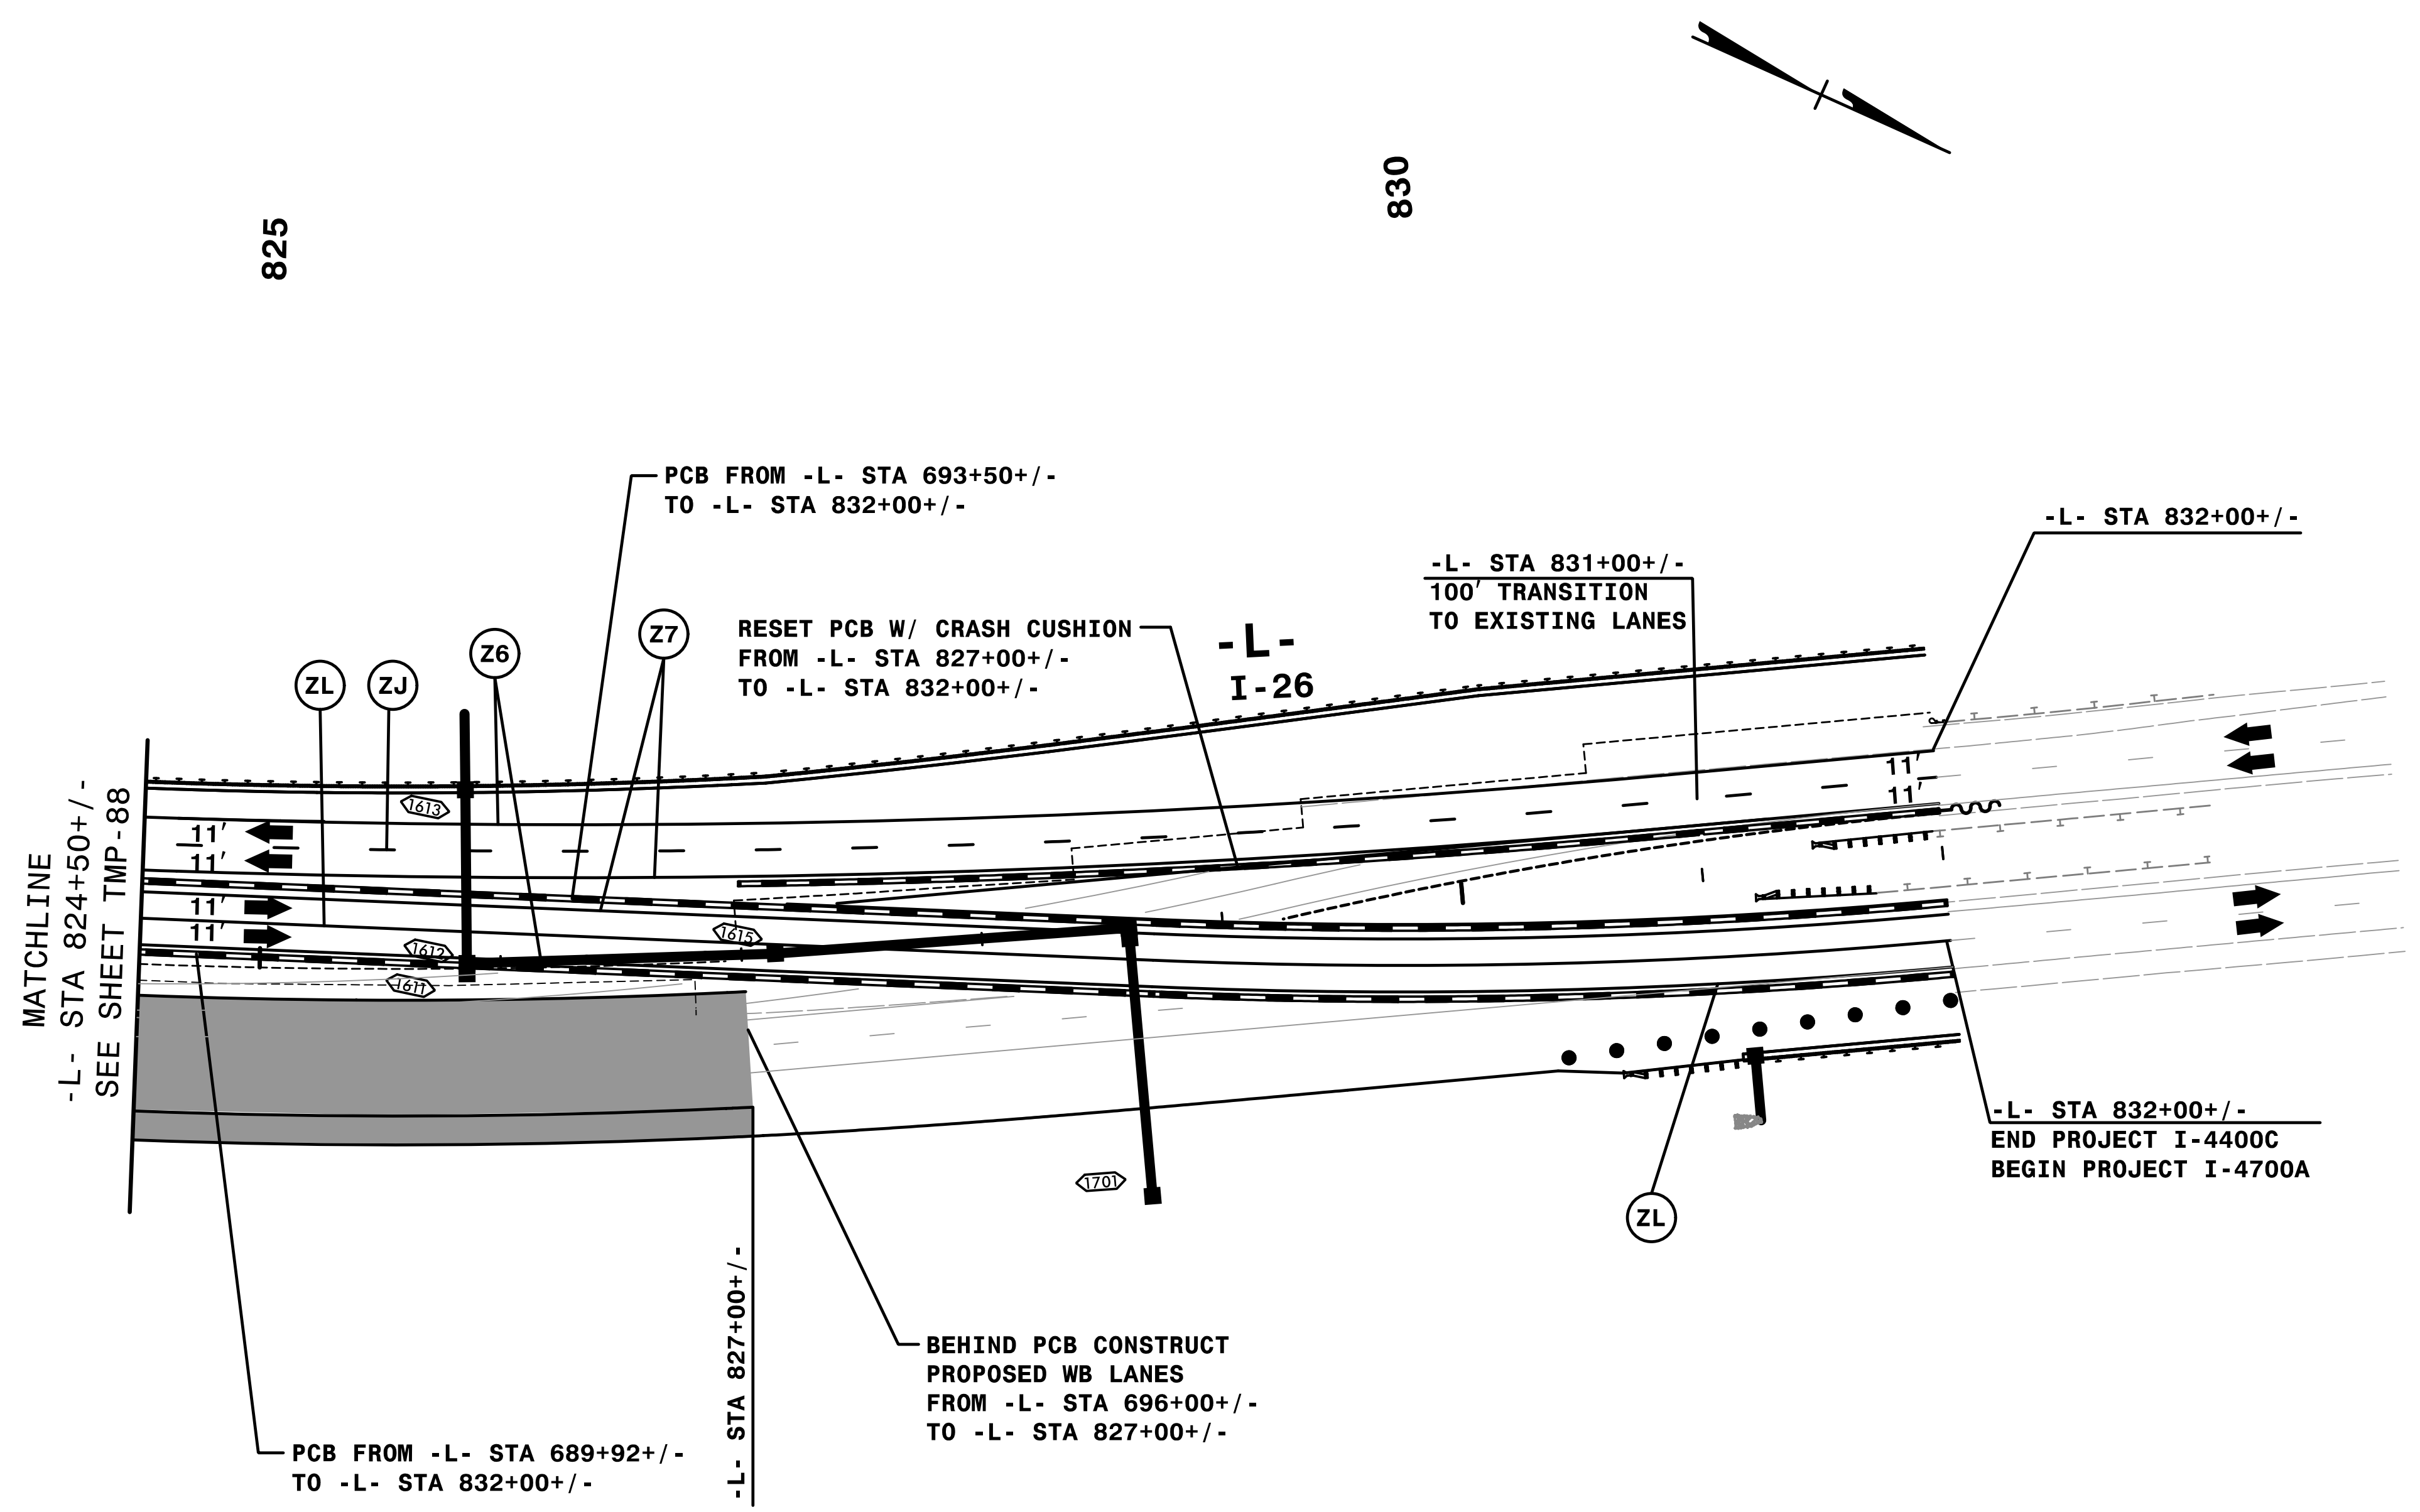 825
830
PCB FROM -L- STA 693+50+/-
TO -L- STA 832+00+/-
-L- STA 832+00+/-
-L- STA 831+00+/-
100' TRANSITION
TO EXISTING LANES
RESET PCB W/ CRASH CUSHION
FROM -L- STA 827+00+/-
TO -L- STA 832+00+/-
-L-
I-26
ZL
ZJ
Z6
Z7
MATCHLINE
-L- STA 824+50+/-
SEE SHEET TMP-88
1613
11'
11'
11'
11'
11'
11'
1612
1615
1611
1701
-L- STA 832+00+/-
END PROJECT I-4400C
BEGIN PROJECT I-4700A
ZL
-L- STA 827+00+/-
BEHIND PCB CONSTRUCT
PROPOSED WB LANES
FROM -L- STA 696+00+/-
TO -L- STA 827+00+/-
PCB FROM -L- STA 689+92+/-
TO -L- STA 832+00+/-